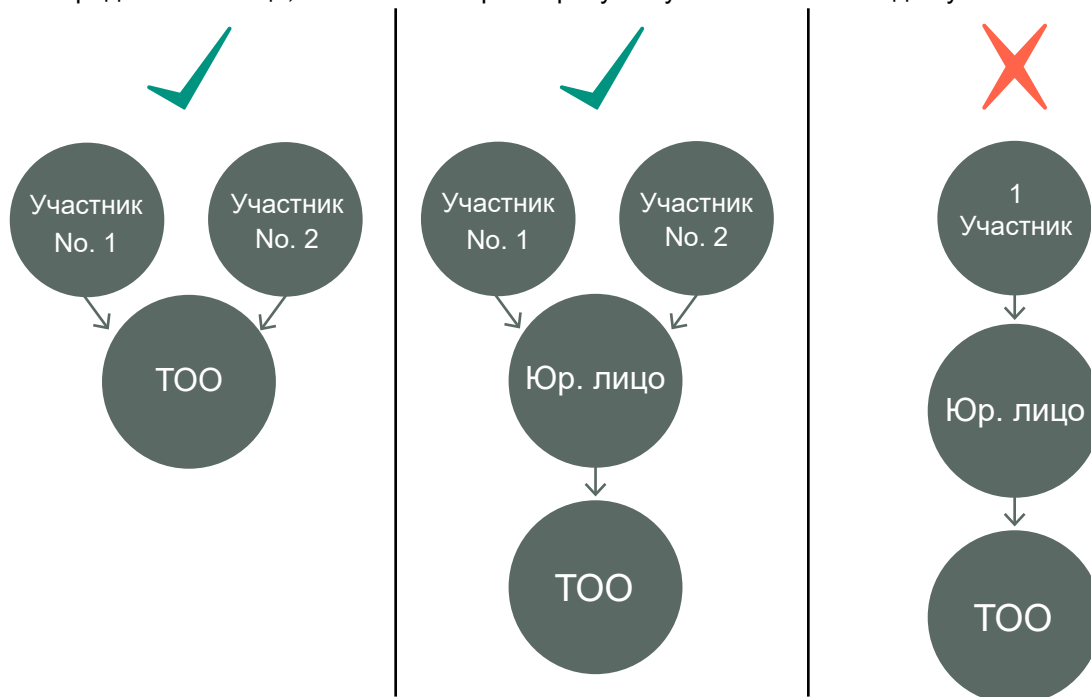 Участник
No. 1
Участник
No. 2
ТОО
Участник
No. 1
Участник
No. 2
Юр. лицо
ТОО
1
Участник
Юр. лицо
ТОО